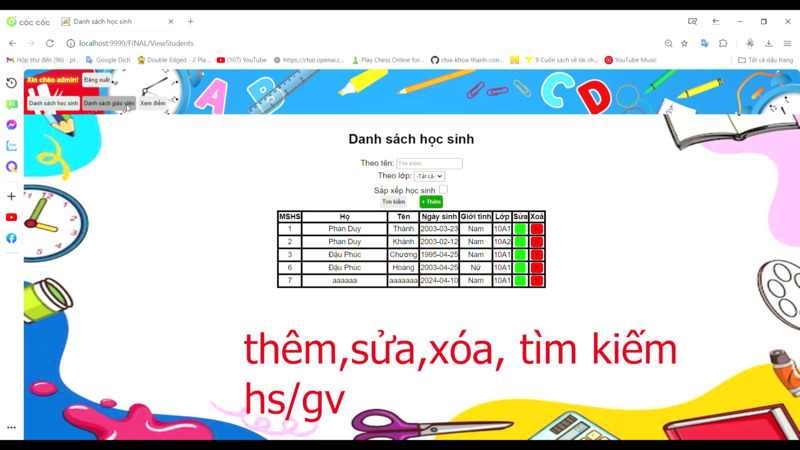 cốc cốc
Danh sách học sinh
localhost:9999/FINAL/ViewStudents
Hộp thư đến (96) - pl...
Google Dich
Double Edged - 2 Pla...
(107) YouTube
https://chat.openai.c...
Play Chess Online for...
chia-khoa-thanh-con...
9 Cuốn sách về tài ch...
YouTube Music
Tất cả dấu trang
Xin chào admin!
Đăng xuất
Danh sách học sinh
Danh sách giáo viên
Xem điểm
A B C D
Danh sách học sinh
Theo tên: Tìm kiếm
Theo lớp: -Tất cả-
Sắp xếp học sinh
Tìm kiếm + Thêm
MSHS Họ Tên Ngày sinh Giới tính Lớp Sửa Xoá
1 Phan Duy Thành 2003-03-23 Nam 10A1
2 Phan Duy Khánh 2003-02-12 Nam 10A2
3 Đậu Phúc Chương 1995-04-25 Nam 10A1
6 Đậu Phúc Hoàng 2003-04-25 Nữ 10A1
7 aaaaaa aaaaaaa 2024-04-10 Nam 10A1
thêm,sửa,xóa, tìm kiếm
hs/gv